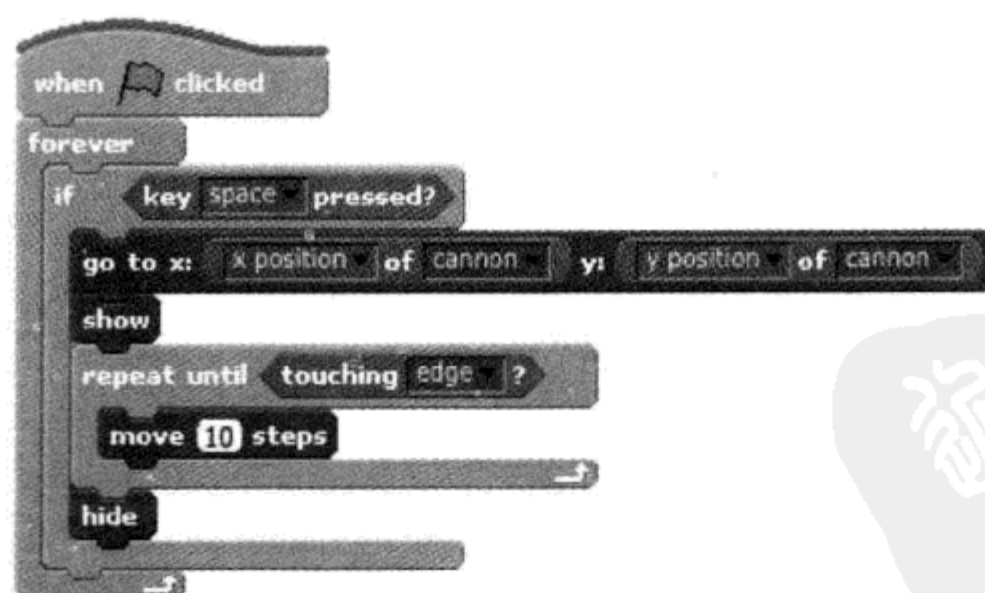 when clicked
forever
if key space pressed?
go to x: x position of cannon y: y position of cannon
show
repeat until touching edge ?
move 10 steps
hide